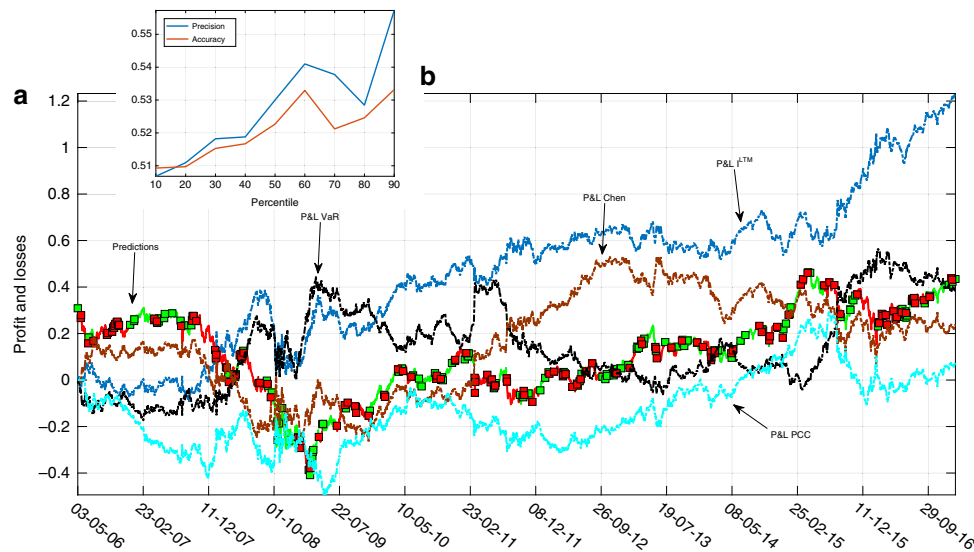 a
b
0.55
0.54
0.53
0.52
0.51
Precision
Accuracy
10 20 30 40 50 60 70 80 90
Percentile
Profit and losses
1.2
1
0.8
0.6
0.4
0.2
0
−0.2
−0.4
Predictions
P&L VaR
P&L Chen
P&L I^LTM
P&L PCC
03-05-06
23-02-07
11-12-07
01-10-08
22-07-09
10-05-10
23-02-11
08-12-11
26-09-12
19-07-13
08-05-14
25-02-15
11-12-15
29-09-16